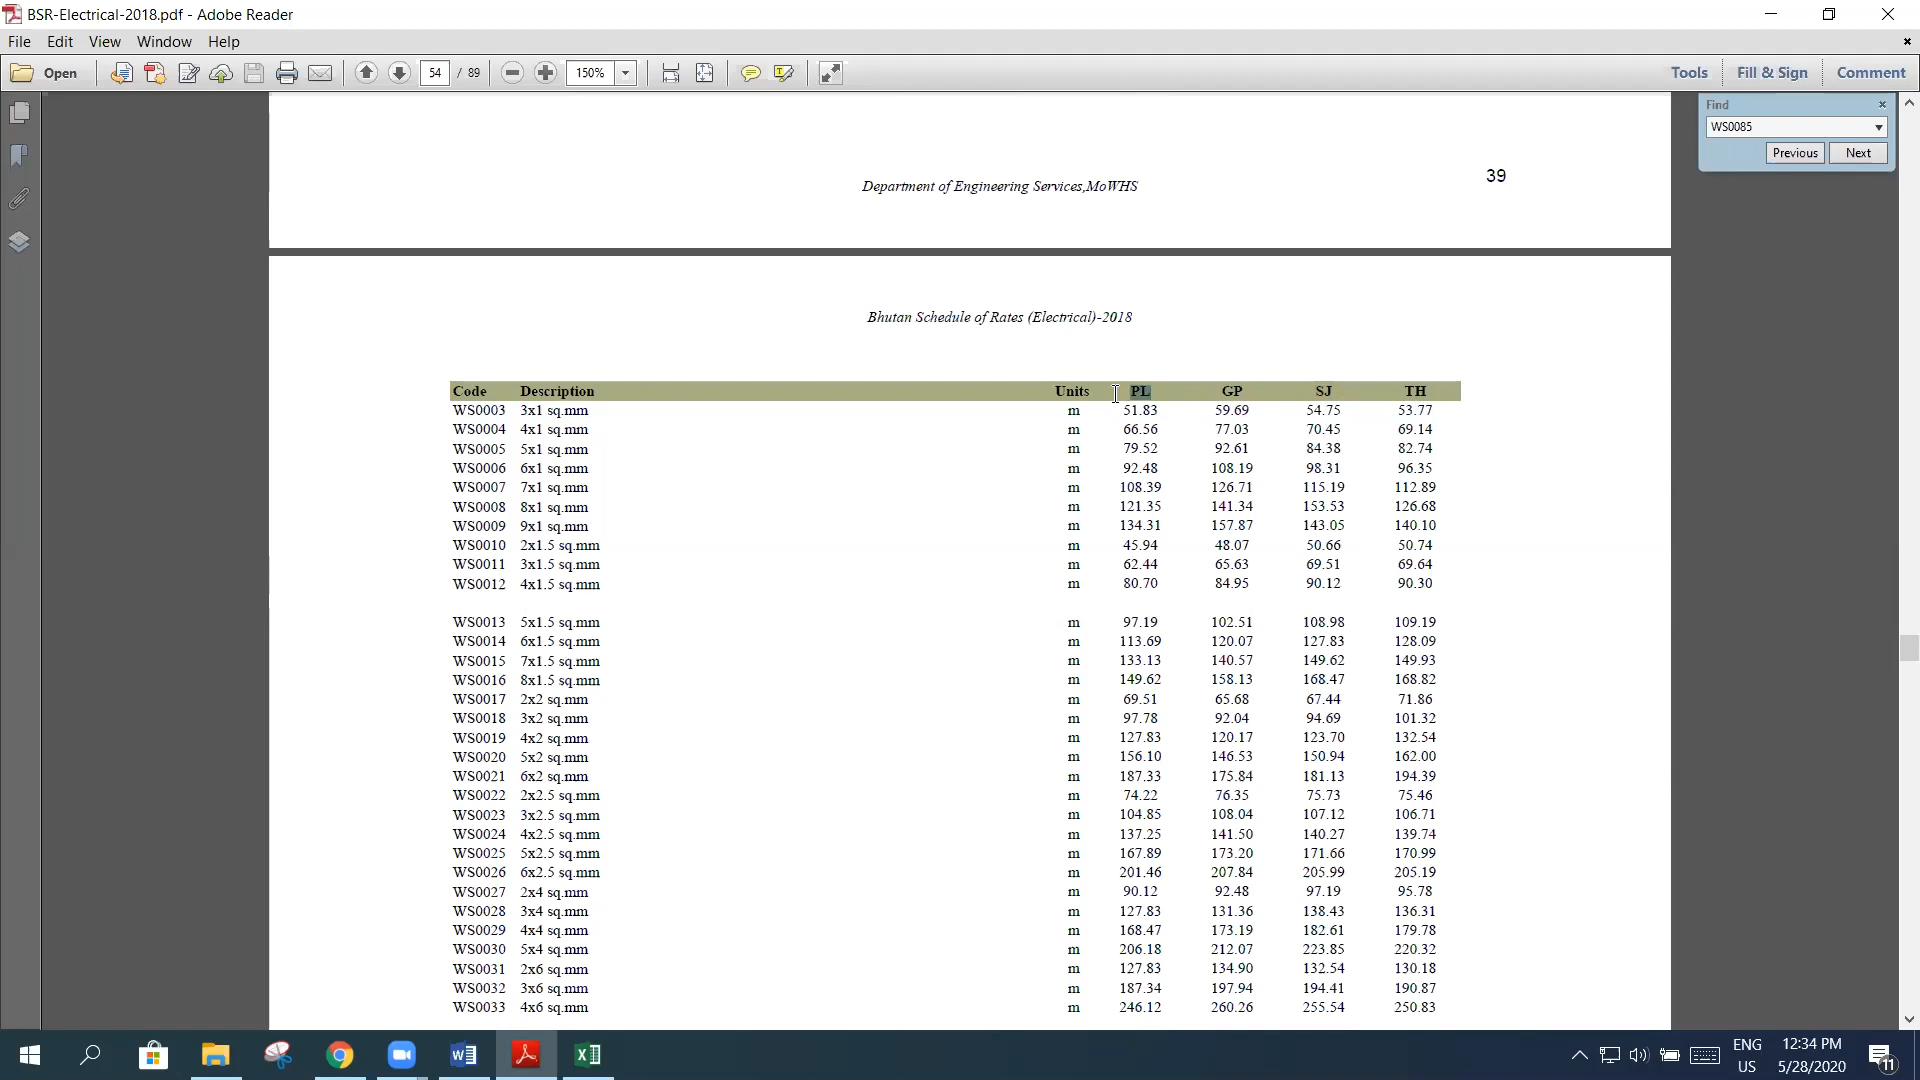 BSR-Electrical-2018.pdf - Adobe Reader
File Edit View Window Help
Open 54 / 89 150% Tools Fill & Sign Comment
Find
WS0085
Previous Next
39
Department of Engineering Services,MoWHS
Bhutan Schedule of Rates (Electrical)-2018
Code Description Units PL GP SJ TH
WS0003 3x1 sq.mm m 51.83 59.69 54.75 53.77
WS0004 4x1 sq.mm m 66.56 77.03 70.45 69.14
WS0005 5x1 sq.mm m 79.52 92.61 84.38 82.74
WS0006 6x1 sq.mm m 92.48 108.19 98.31 96.35
WS0007 7x1 sq.mm m 108.39 126.71 115.19 112.89
WS0008 8x1 sq.mm m 121.35 141.34 153.53 126.68
WS0009 9x1 sq.mm m 134.31 157.87 143.05 140.10
WS0010 2x1.5 sq.mm m 45.94 48.07 50.66 50.74
WS0011 3x1.5 sq.mm m 62.44 65.63 69.51 69.64
WS0012 4x1.5 sq.mm m 80.70 84.95 90.12 90.30
WS0013 5x1.5 sq.mm m 97.19 102.51 108.98 109.19
WS0014 6x1.5 sq.mm m 113.69 120.07 127.83 128.09
WS0015 7x1.5 sq.mm m 133.13 140.57 149.62 149.93
WS0016 8x1.5 sq.mm m 149.62 158.13 168.47 168.82
WS0017 2x2 sq.mm m 69.51 65.68 67.44 71.86
WS0018 3x2 sq.mm m 97.78 92.04 94.69 101.32
WS0019 4x2 sq.mm m 127.83 120.17 123.70 132.54
WS0020 5x2 sq.mm m 156.10 146.53 150.94 162.00
WS0021 6x2 sq.mm m 187.33 175.84 181.13 194.39
WS0022 2x2.5 sq.mm m 74.22 76.35 75.73 75.46
WS0023 3x2.5 sq.mm m 104.85 108.04 107.12 106.71
WS0024 4x2.5 sq.mm m 137.25 141.50 140.27 139.74
WS0025 5x2.5 sq.mm m 167.89 173.20 171.66 170.99
WS0026 6x2.5 sq.mm m 201.46 207.84 205.99 205.19
WS0027 2x4 sq.mm m 90.12 92.48 97.19 95.78
WS0028 3x4 sq.mm m 127.83 131.36 138.43 136.31
WS0029 4x4 sq.mm m 168.47 173.19 182.61 179.78
WS0030 5x4 sq.mm m 206.18 212.07 223.85 220.32
WS0031 2x6 sq.mm m 127.83 134.90 132.54 130.18
WS0032 3x6 sq.mm m 187.34 197.94 194.41 190.87
WS0033 4x6 sq.mm m 246.12 260.26 255.54 250.83
ENG 12:34 PM
US 5/28/2020 11